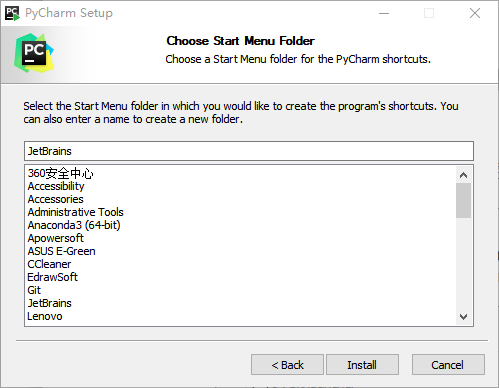 PyCharm Setup
PC
Choose Start Menu Folder
Choose a Start Menu folder for the PyCharm shortcuts.
Select the Start Menu folder in which you would like to create the program's shortcuts. You
can also enter a name to create a new folder.
JetBrains
360安全中心
Accessibility
Accessories
Administrative Tools
Anaconda3 (64-bit)
Apowersoft
ASUS E-Green
CCleaner
EdrawSoft
Git
JetBrains
Lenovo
< Back
Install
Cancel